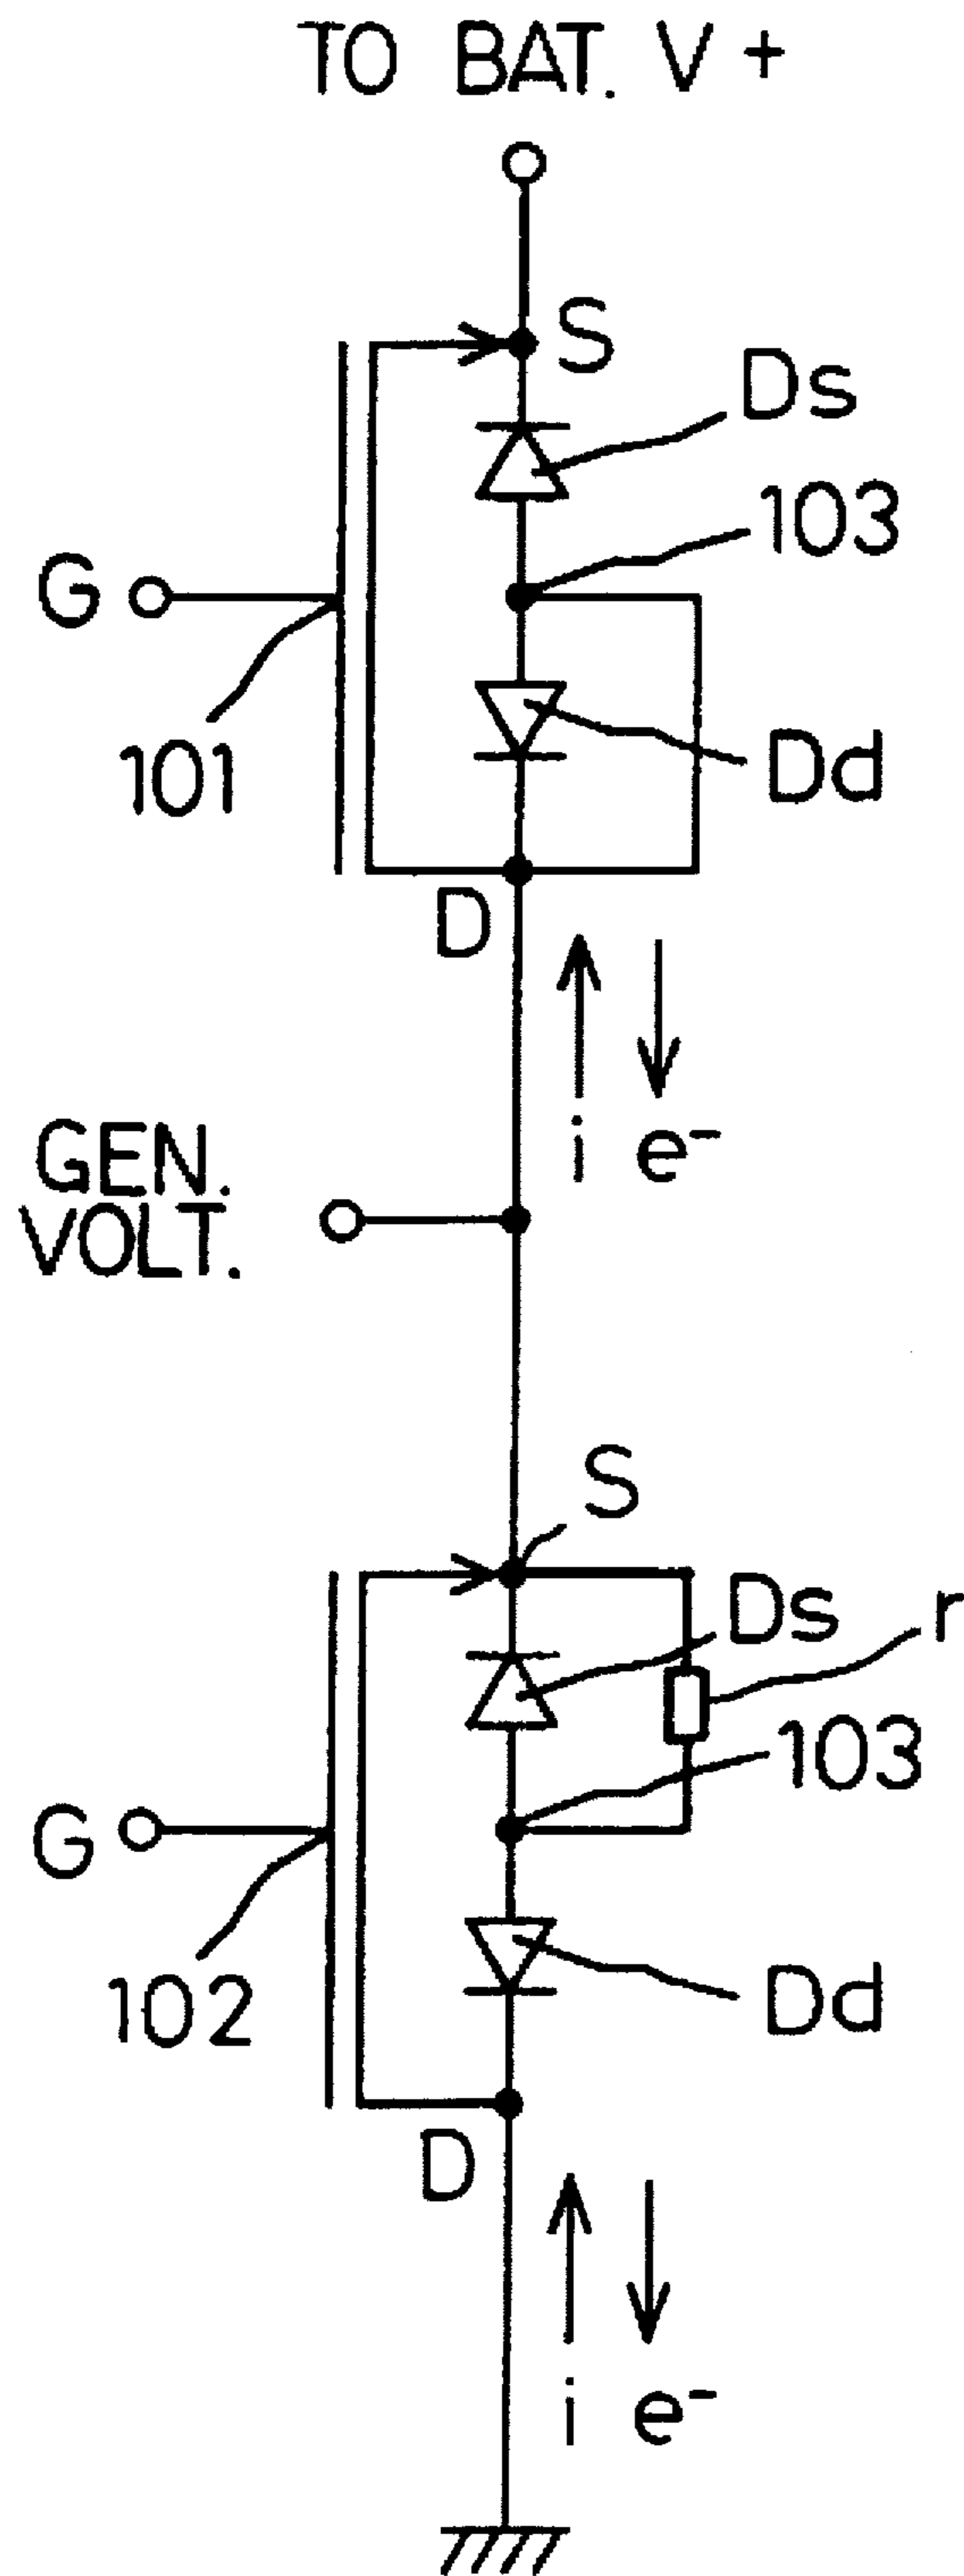 TO BAT. V +
S
Ds
103
G
101
Dd
D
i e⁻
GEN.
VOLT.
S
Ds
r
103
G
102
Dd
D
i e⁻